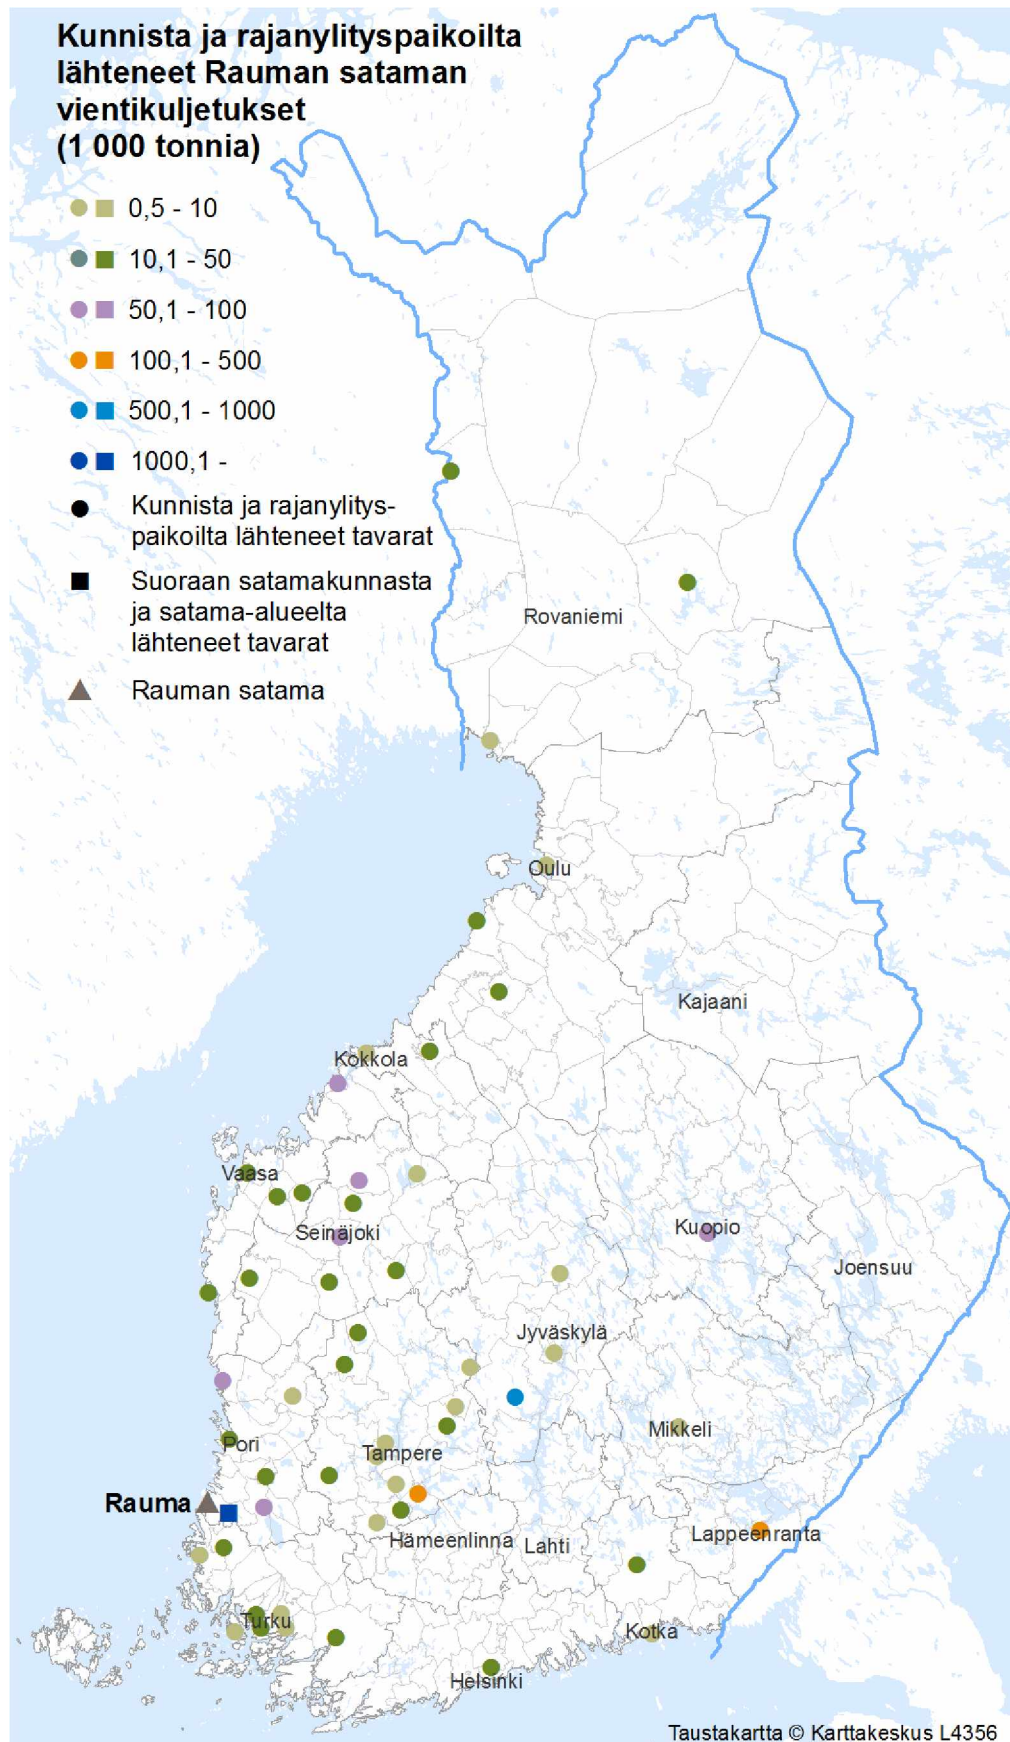 Kunnista ja rajanylityspaikoilta
lähteneet Rauman sataman
vientikuljetukset
(1 000 tonnia)
0,5 - 10
10,1 - 50
50,1 - 100
100,1 - 500
500,1 - 1000
1000,1 -
Kunnista ja rajanylitys-
paikoilta lähteneet tavarat
Suoraan satamakunnasta
ja satama-alueelta
lähteneet tavarat
Rauman satama
Rovaniemi
Oulu
Kajaani
Kokkola
Vaasa
Seinäjoki
Kuopio
Joensuu
Jyväskylä
Mikkeli
Pori
Tampere
Rauma
Hämeenlinna
Lahti
Lappeenranta
Turku
Kotka
Helsinki
Taustakartta © Karttakeskus L4356